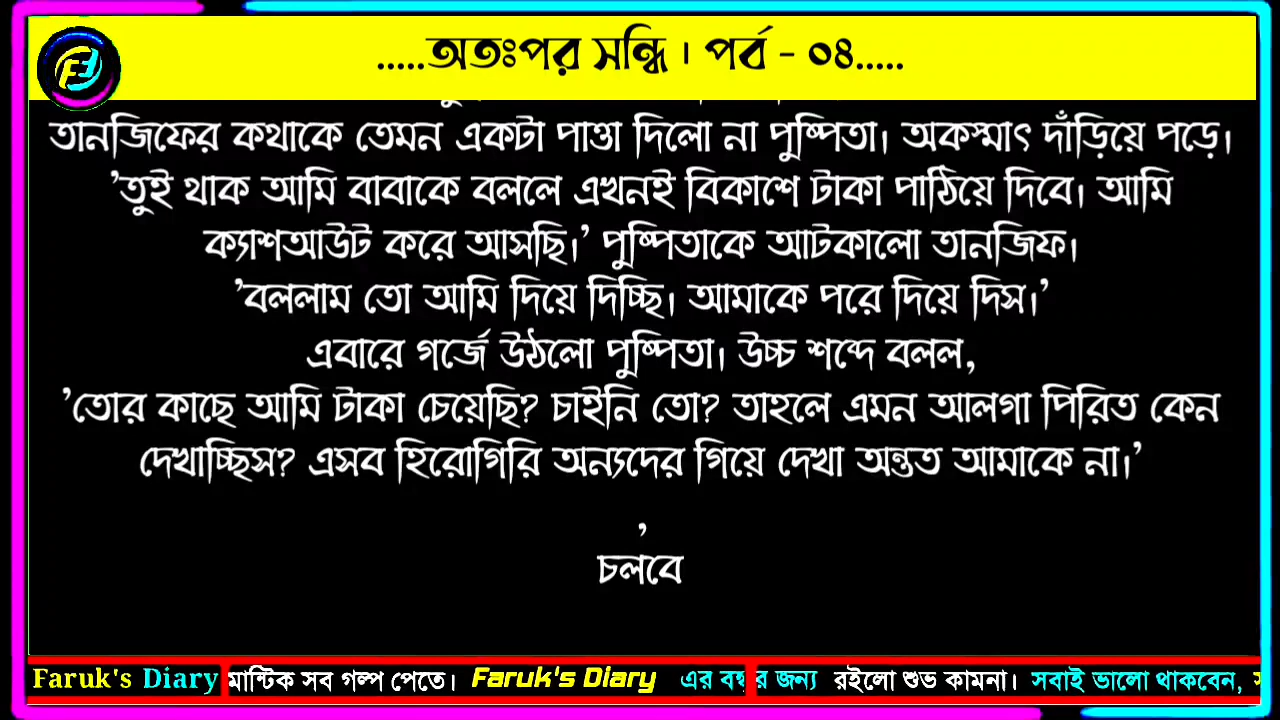 .....অতঃপর সন্ধি । পর্ব - ০৪.....
তানজিফের কথাকে তেমন একটা পাত্তা দিলো না পুষ্পিতা। অকস্মাৎ দাঁড়িয়ে পড়ে।
'তুই থাক আমি বাবাকে বললে এখনই বিকাশে টাকা পাঠিয়ে দিবে। আমি
ক্যাশআউট করে আসছি।' পুষ্পিতাকে আটকালো তানজিফ।
'বললাম তো আমি দিয়ে দিচ্ছি। আমাকে পরে দিয়ে দিস।'
এবারে গর্জে উঠলো পুষ্পিতা। উচ্চ শব্দে বলল,
'তোর কাছে আমি টাকা চেয়েছি? চাইনি তো? তাহলে এমন আলগা পিরিত কেন
দেখাচ্ছিস? এসব হিরোগিরি অন্যদের গিয়ে দেখা অন্তত আমাকে না।'
,
চলবে
Faruk's Diary মান্টিক সব গল্প পেতে। Faruk's Diary এর বন্ধুর জন্য রইলো শুভ কামনা। সবাই ভালো থাকবেন,